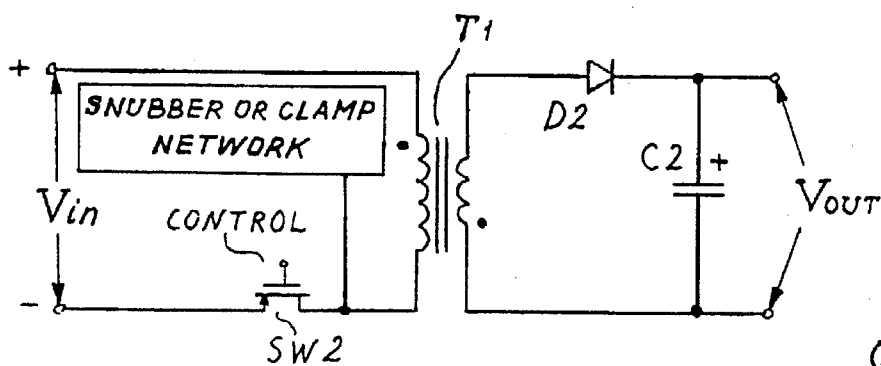 T1
+
SNUBBER OR CLAMP
NETWORK
D2
C2
+
Vin
VOUT
CONTROL
-
SW2